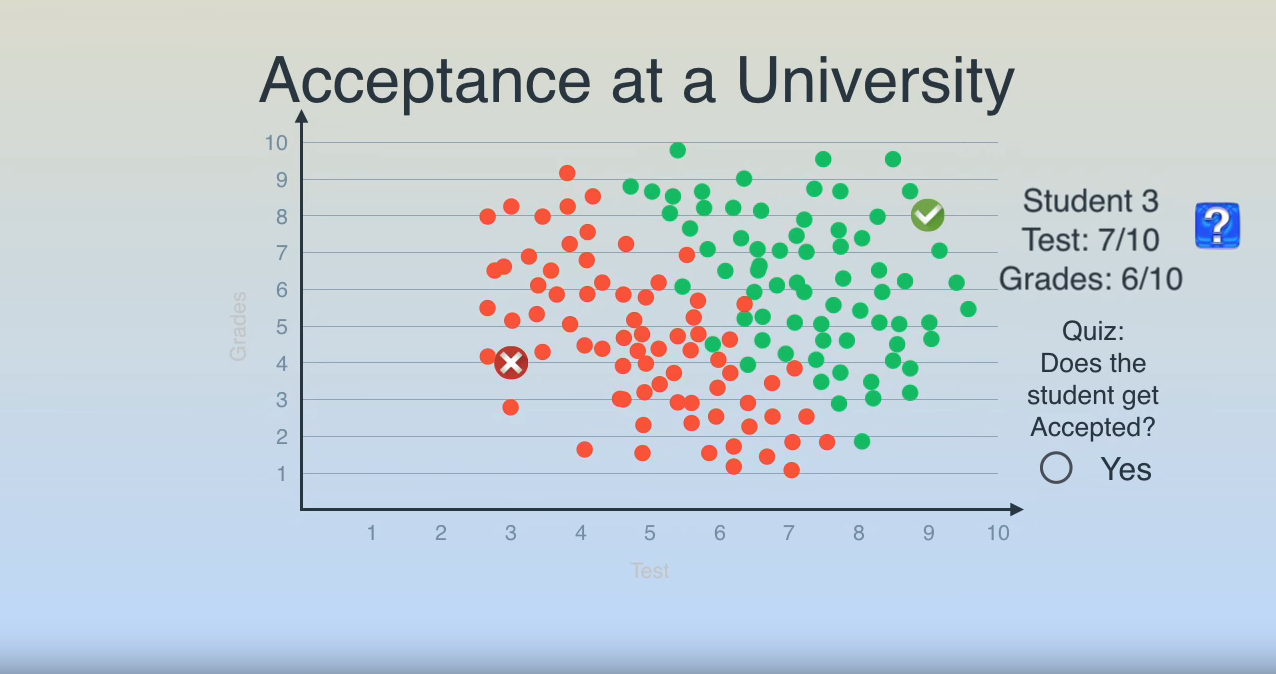 Acceptance at a University
10
9
8
7
6
5
4
3
2
1
Grades
1 2 3 4 5 6 7 8 9 10
Test
Student 3
Test: 7/10
Grades: 6/10
?
Quiz:
Does the
student get
Accepted?
Yes